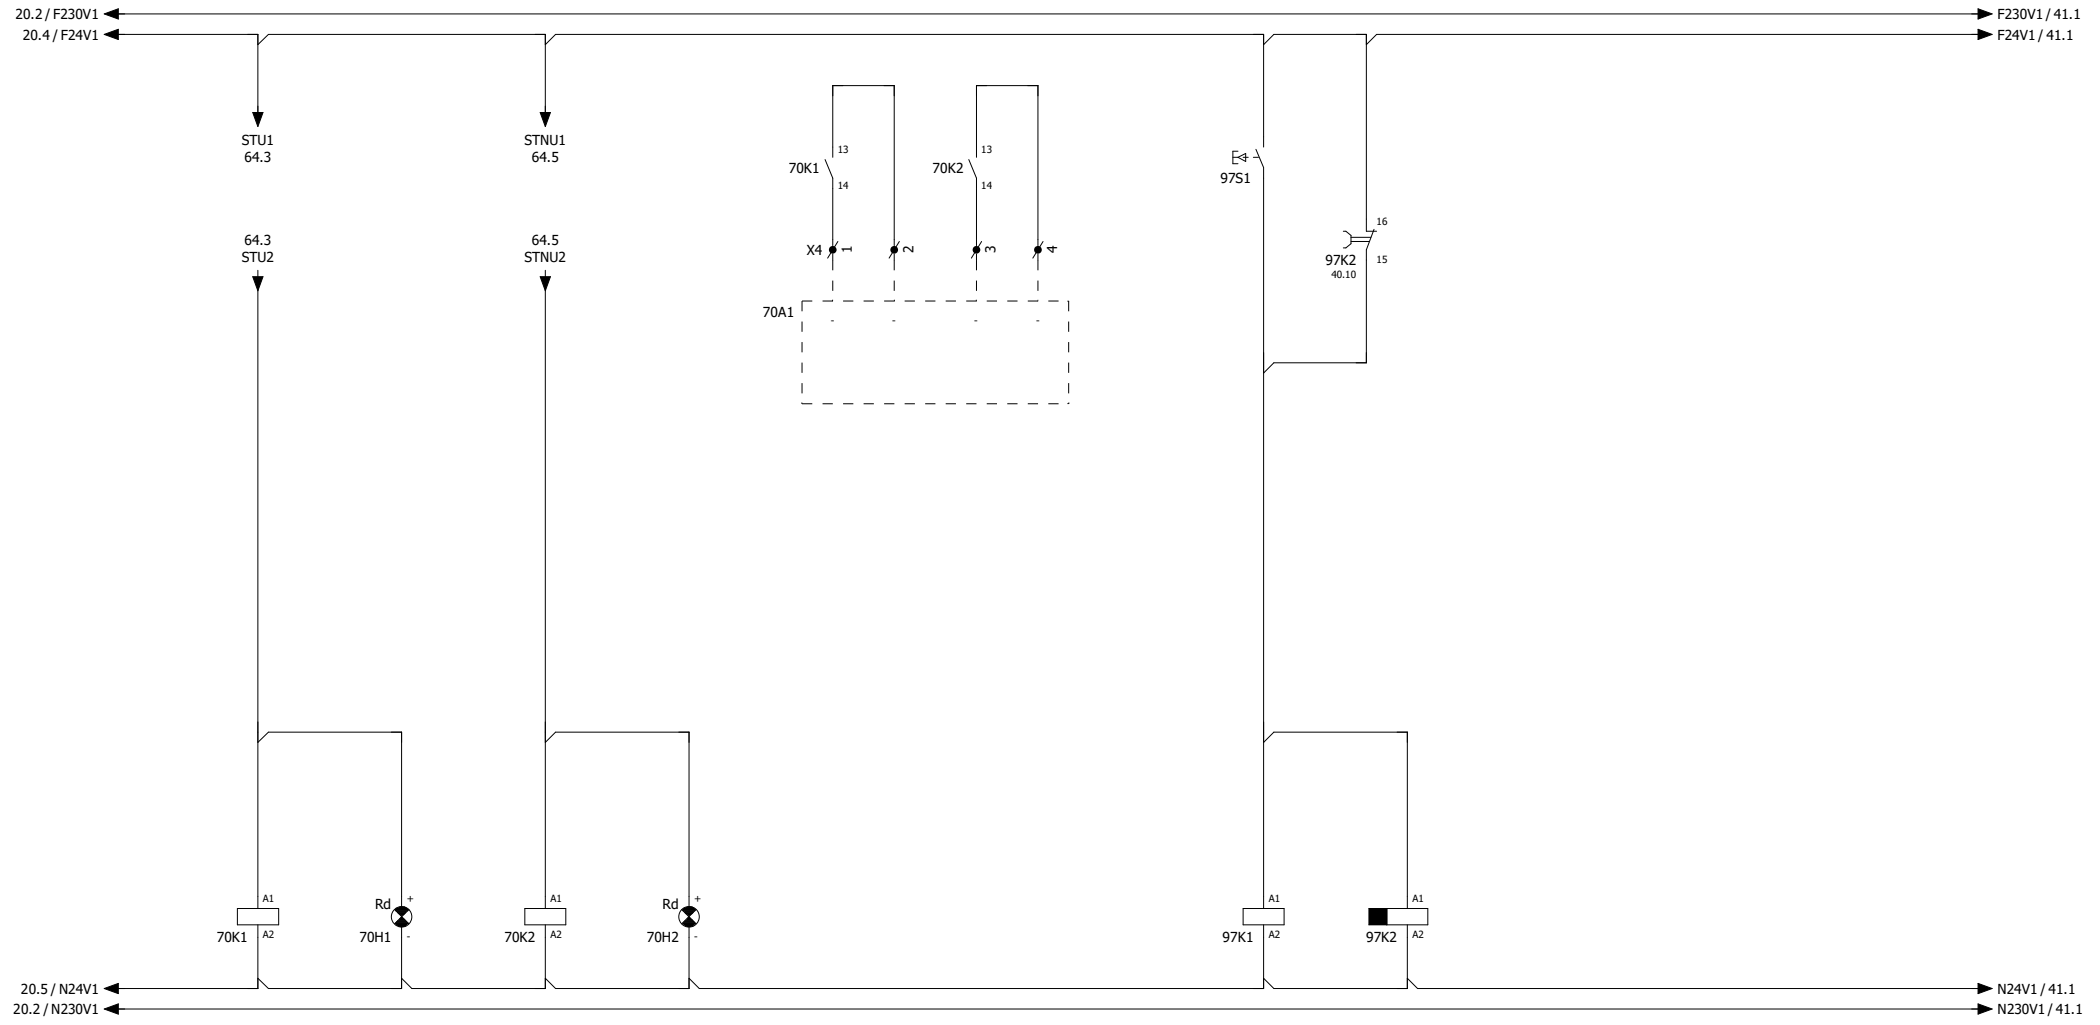 20.2 / F230V1
F230V1 / 41.1
20.4 / F24V1
F24V1 / 41.1
STU1
64.3
STNU1
64.5
13
70K1
14
13
70K2
14
97S1
64.3
STU2
64.5
STNU2
X4
1
2
3
4
16
97K2
15
40.10
70A1
-
-
-
-
A1
70K1
A2
Rd
+
70H1
-
A1
70K2
A2
Rd
+
70H2
-
A1
97K1
A2
A1
97K2
A2
20.5 / N24V1
N24V1 / 41.1
20.2 / N230V1
N230V1 / 41.1